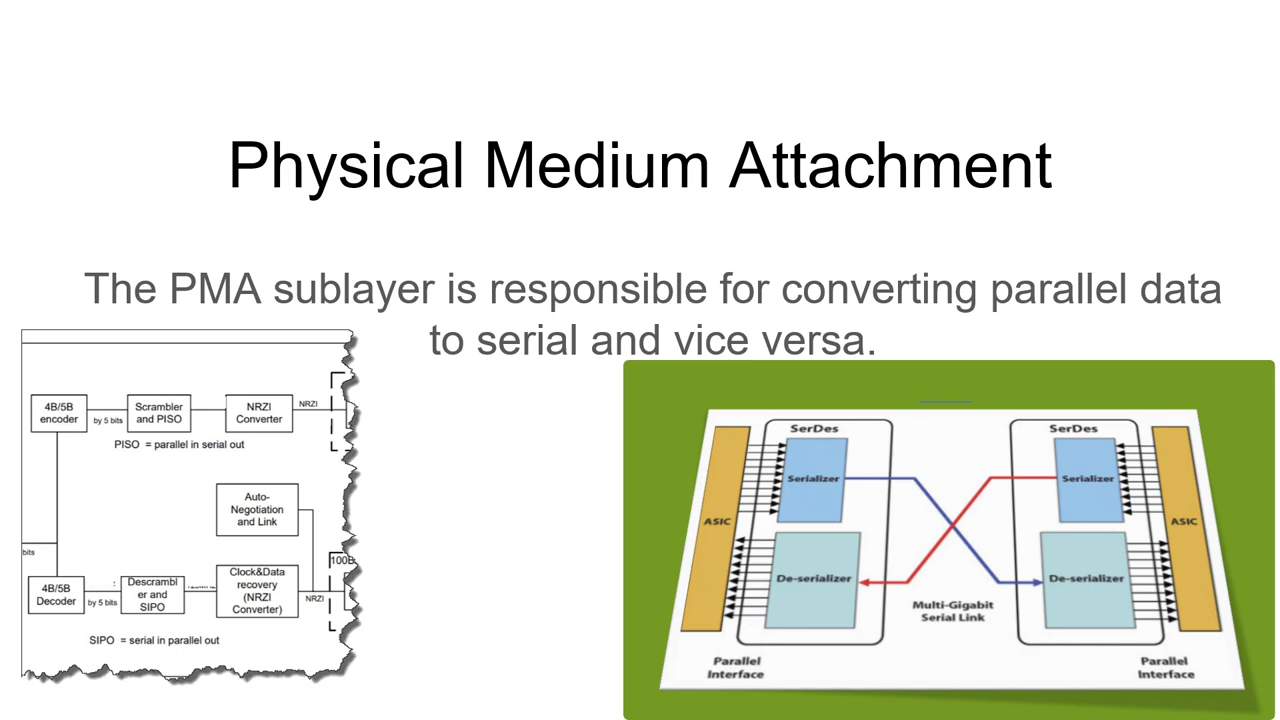 Physical Medium Attachment
The PMA sublayer is responsible for converting parallel data
to serial and vice versa.
4B/5B
encoder
by 5 bits
Scrambler
and PISO
NRZI
Converter
NRZI
PISO = parallel in serial out
Auto-
Negotiation
and Link
bits
4B/5B
Decoder
by 5 bits
Descrambl
er and
SIPO
Clock&Data
recovery
(NRZI
Converter)
NRZI
100B
SIPO = serial in parallel out
SerDes
Serializer
ASIC
De-serializer
Multi-Gigabit
Serial Link
SerDes
Serializer
ASIC
De-serializer
Parallel
Interface
Parallel
Interface